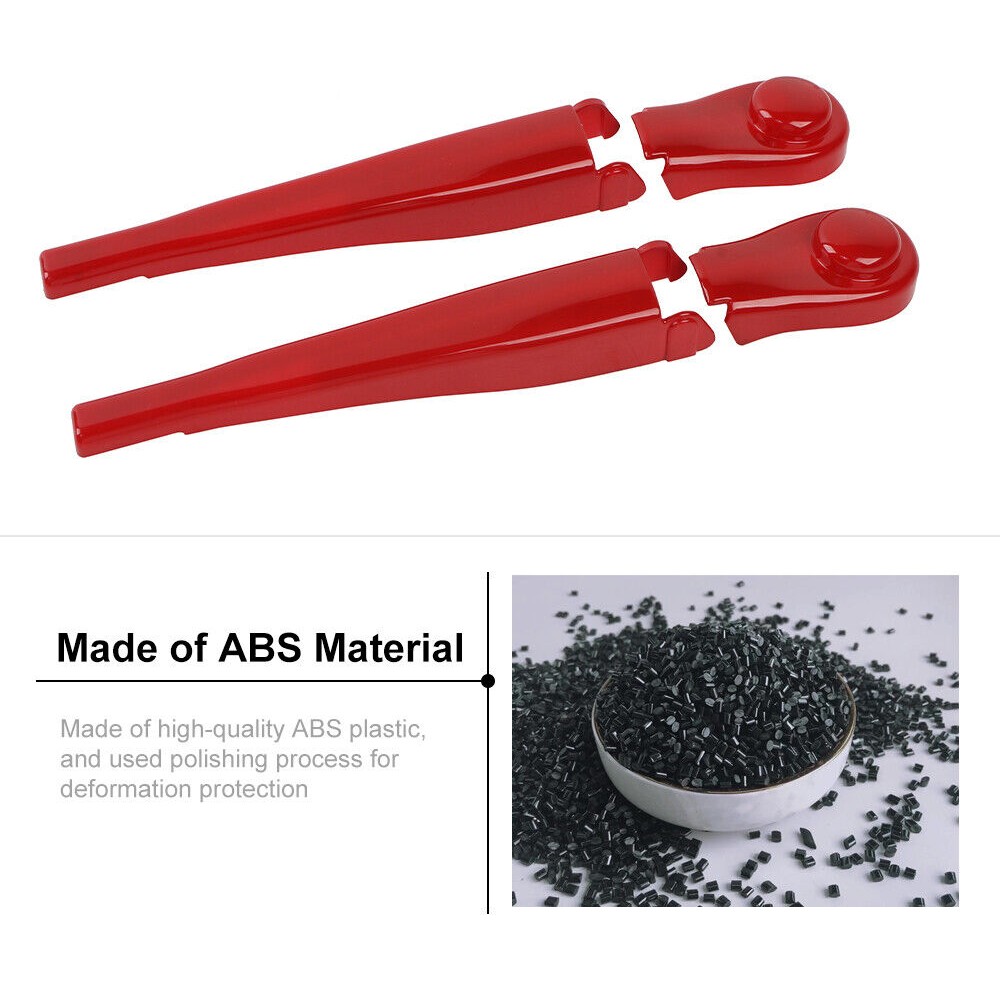 Made of ABS Material
Made of high-quality ABS plastic,
and used polishing process for
deformation protection